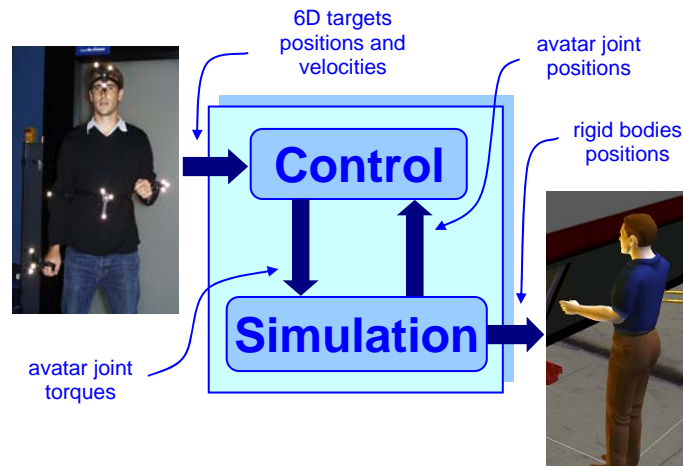 6D targets
positions and
velocities
avatar joint
positions
rigid bodies
positions
Control
Simulation
avatar joint
torques